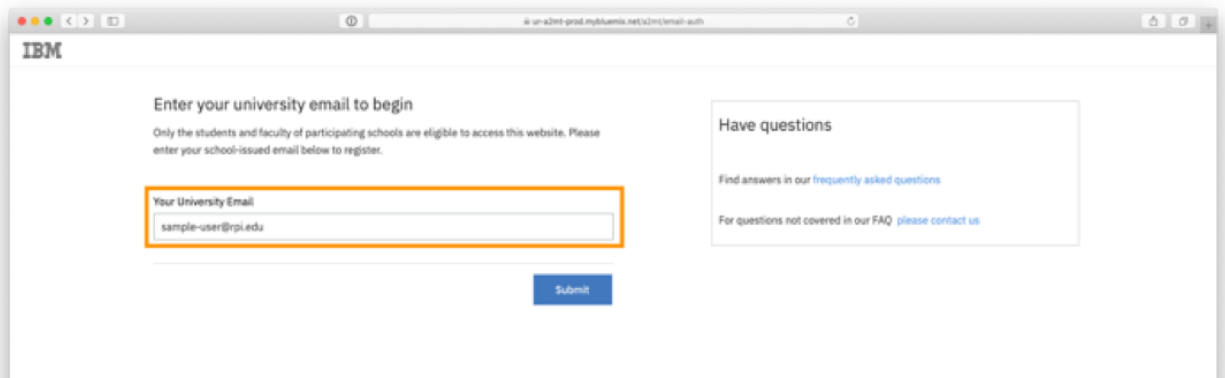 ur-a2mt-prod.mybluemix.net/a2mt/email-auth
IBM
Enter your university email to begin
Only the students and faculty of participating schools are eligible to access this website. Please
enter your school-issued email below to register.
Your University Email
sample-user@rpi.edu
Submit
Have questions
Find answers in our frequently asked questions
For questions not covered in our FAQ please contact us